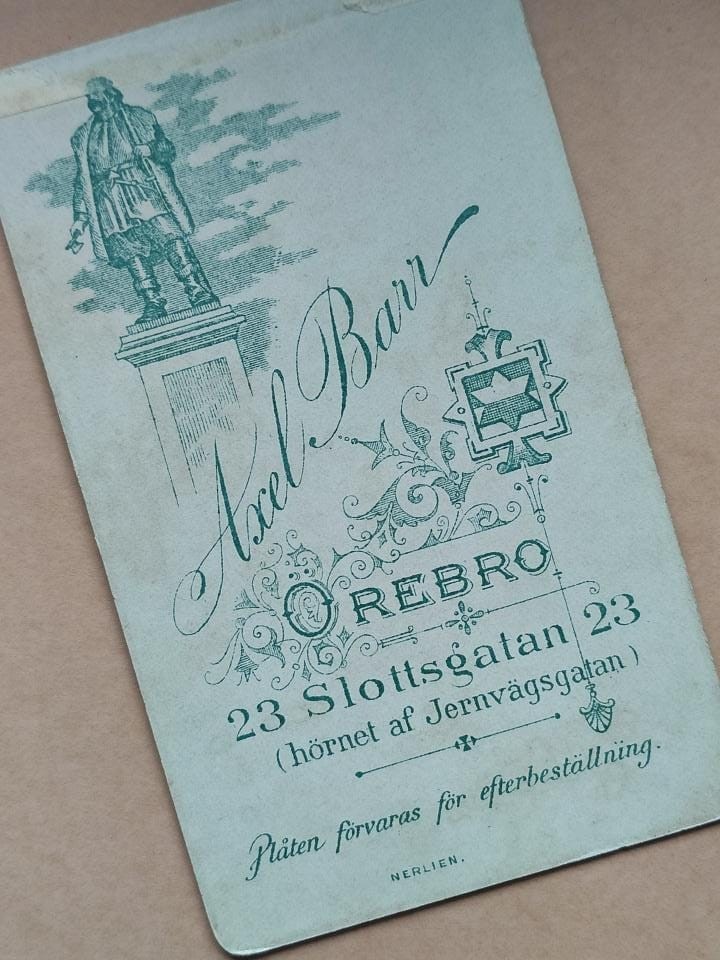 Axel Barr
ÖREBRO
23 Slottsgatan 23
(hörnet af Jernvägsgatan)
Plåten förvaras för efterbeställning.
NERLIEN.